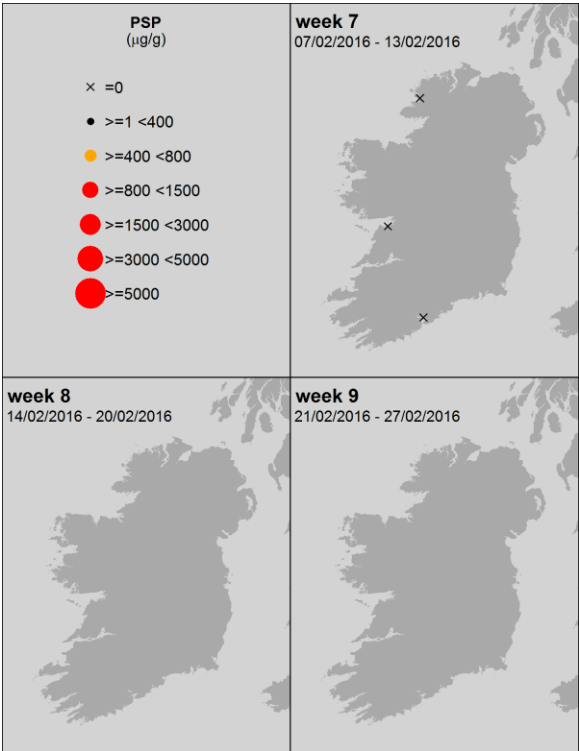 PSP
(µg/g)
=0
>=1 <400
>=400 <800
>=800 <1500
>=1500 <3000
>=3000 <5000
>=5000
week 7
07/02/2016 - 13/02/2016
week 8
14/02/2016 - 20/02/2016
week 9
21/02/2016 - 27/02/2016